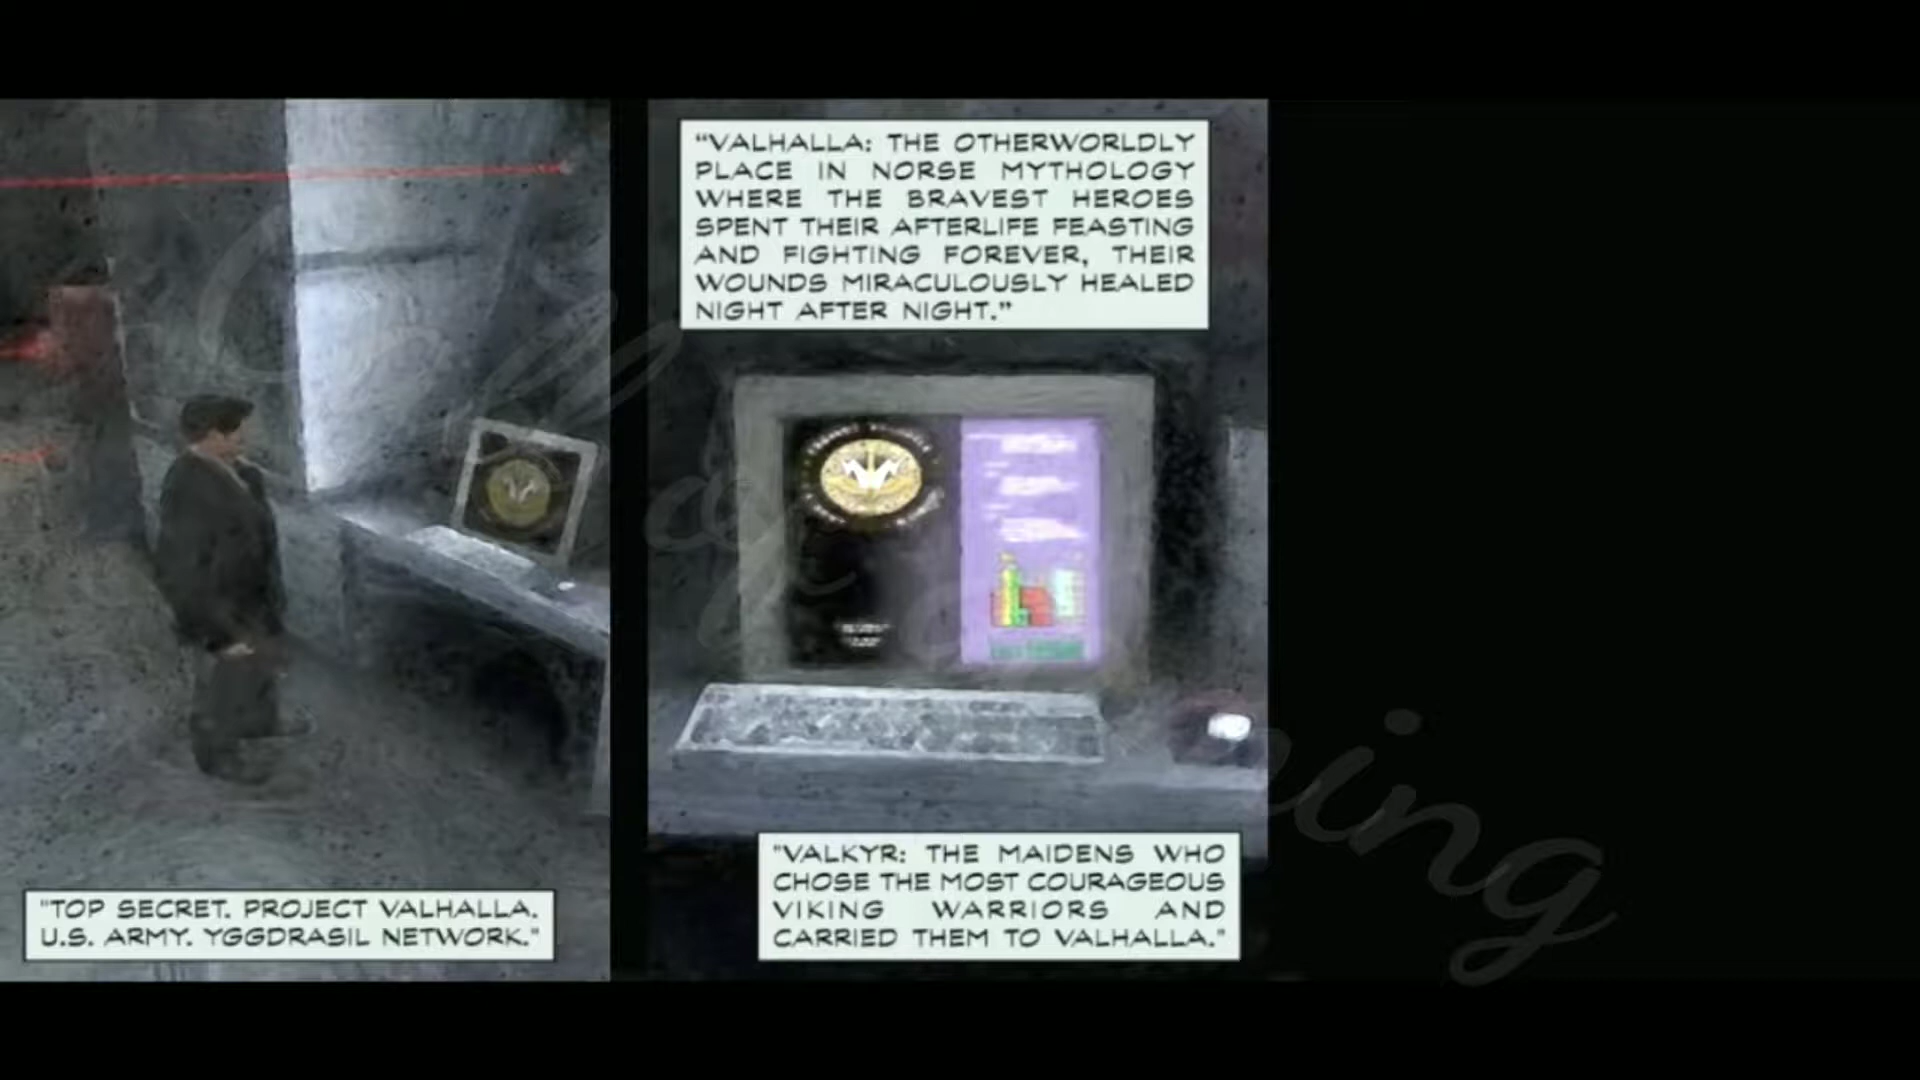 "TOP SECRET. PROJECT VALHALLA.
U.S. ARMY. YGGDRASIL NETWORK."
“VALHALLA: THE OTHERWORLDLY
PLACE IN NORSE MYTHOLOGY
WHERE THE BRAVEST HEROES
SPENT THEIR AFTERLIFE FEASTING
AND FIGHTING FOREVER, THEIR
WOUNDS MIRACULOUSLY HEALED
NIGHT AFTER NIGHT.”
"VALKYR: THE MAIDENS WHO
CHOSE THE MOST COURAGEOUS
VIKING WARRIORS AND
CARRIED THEM TO VALHALLA."